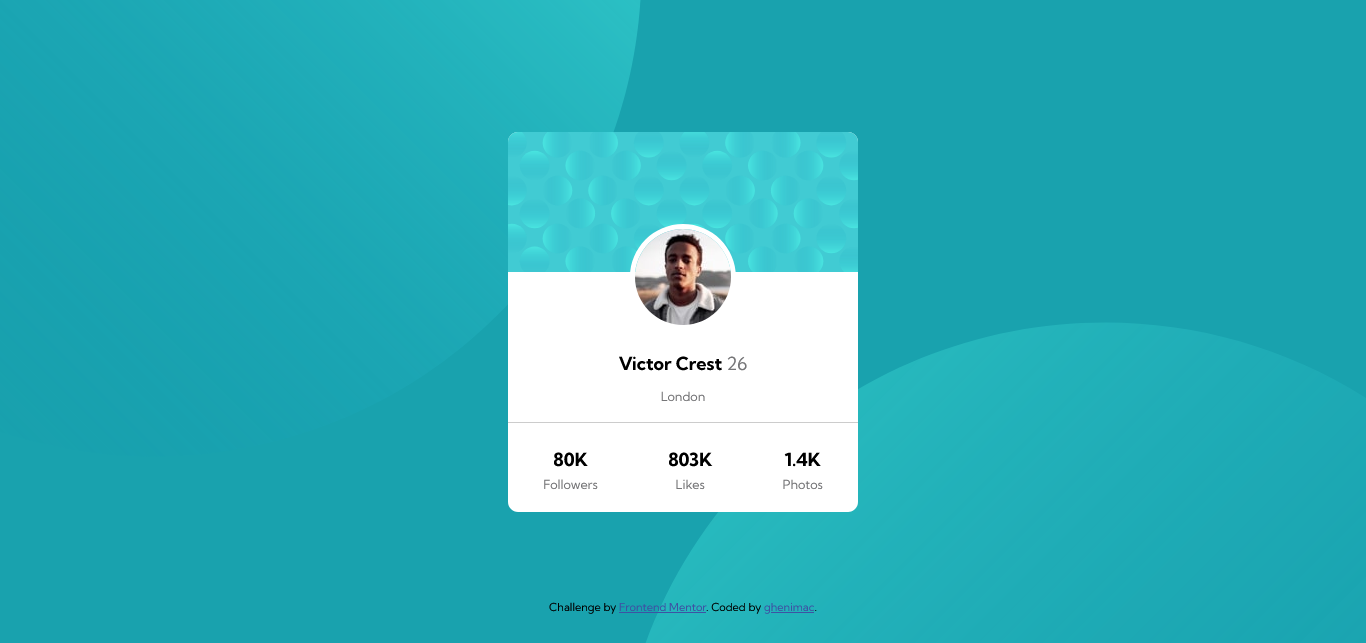 Victor Crest 26
London
80K 803K 1.4K
Followers Likes Photos
Challenge by Frontend Mentor. Coded by ghenimac.